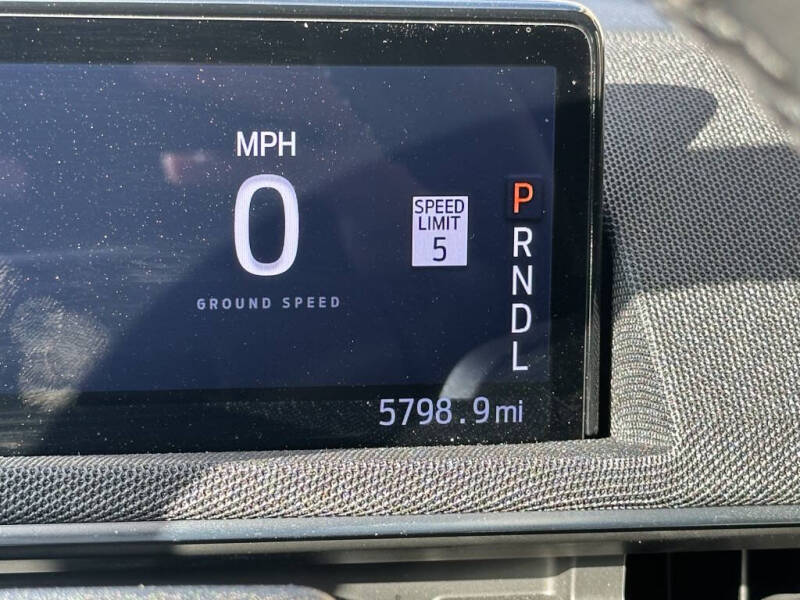 MPH
0
GROUND SPEED
SPEED
LIMIT
5
P
R
N
D
L
5798.9mi